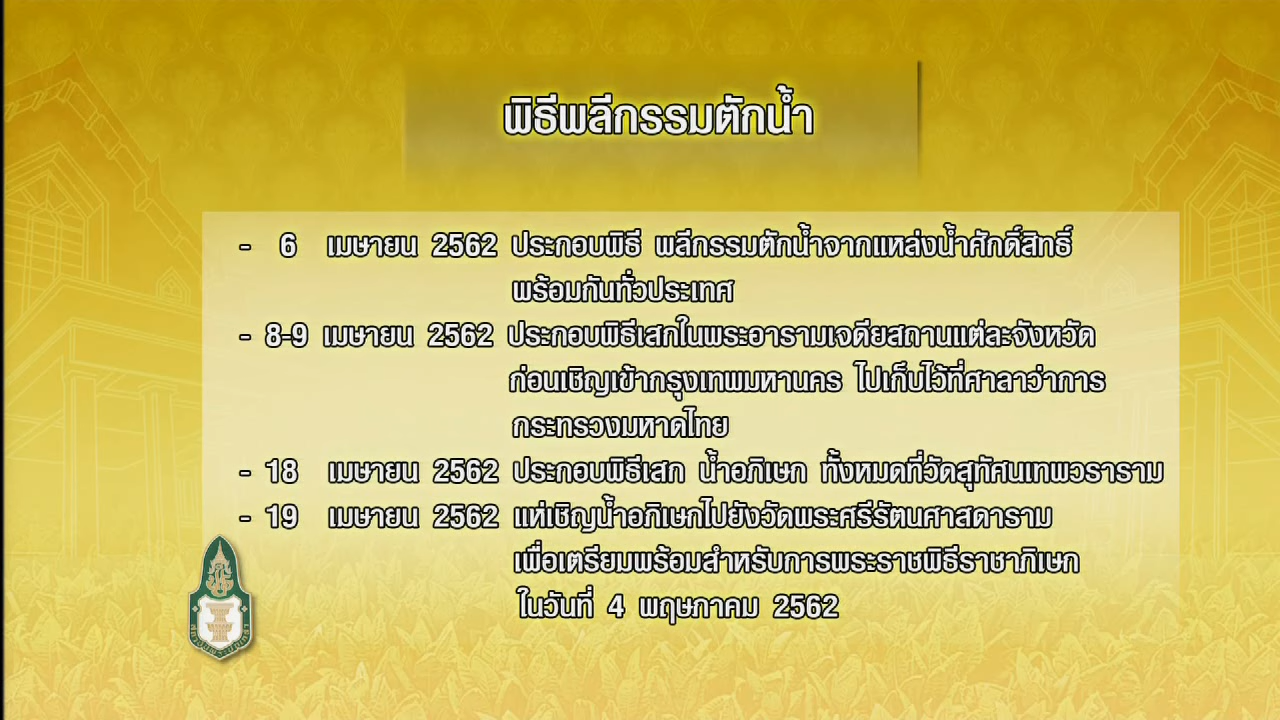 พิธีพลีกรรมตักน้ำ
- 6 เมษายน 2562 ประกอบพิธี พลีกรรมตักน้ำจากแหล่งน้ำศักดิ์สิทธิ์
พร้อมกันทั่วประเทศ
- 8-9 เมษายน 2562 ประกอบพิธีเสกในพระอารามเจดียสถานแต่ละจังหวัด
ก่อนเชิญเข้ากรุงเทพมหานคร ไปเก็บไว้ที่ศาลาว่าการ
กระทรวงมหาดไทย
- 18 เมษายน 2562 ประกอบพิธีเสก น้ำอภิเษก ทั้งหมดที่วัดสุทัศนเทพวราราม
- 19 เมษายน 2562 แห่เชิญน้ำอภิเษกไปยังวัดพระศรีรัตนศาสดาราม
เพื่อเตรียมพร้อมสำหรับการพระราชพิธีราชาภิเษก
ในวันที่ 4 พฤษภาคม 2562